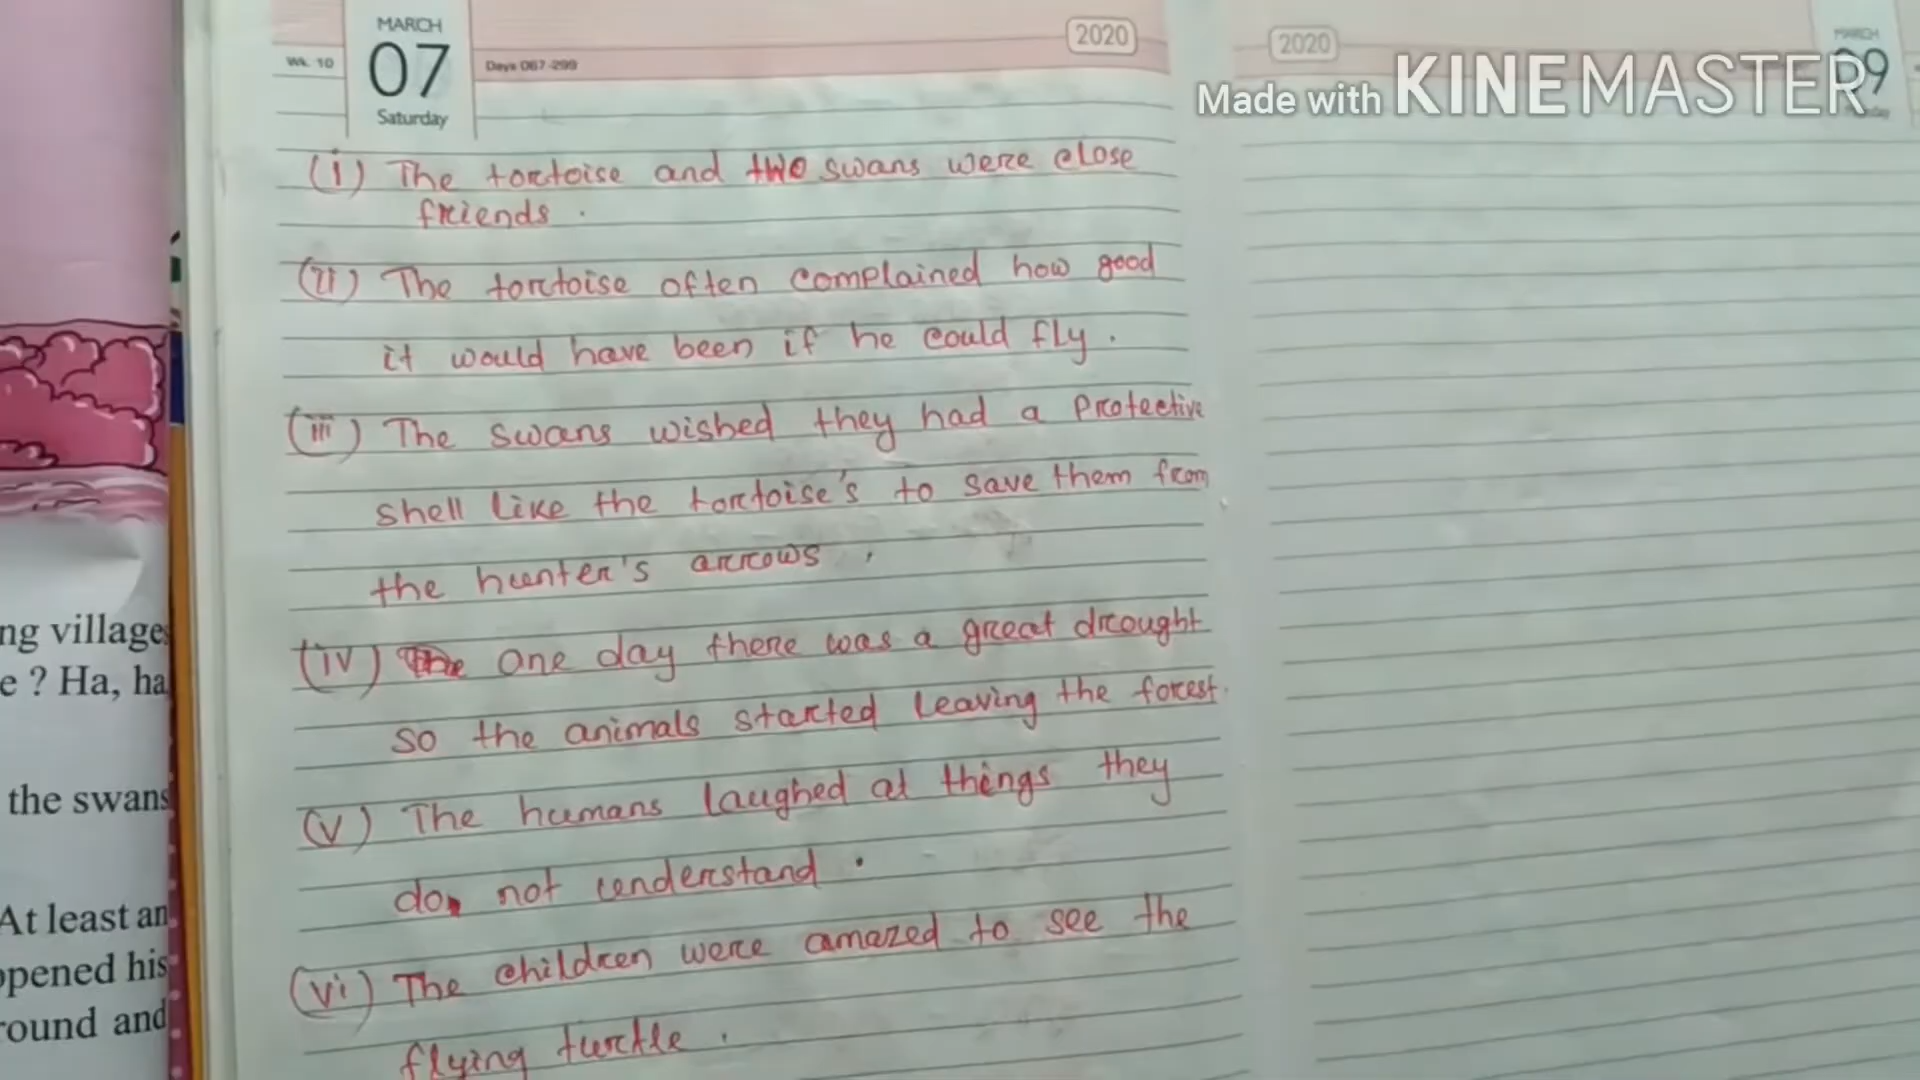 MARCH
07
Saturday
Wk. 10
Days 067-299
2020
2020
MARCH
09
Made with KINEMASTER
(i) The tortoise and two swans were close
friends.
(ii) The tortoise often complained how good
it would have been if he could fly.
(iii) The swans wished they had a protective
shell like the tortoise's to save them from
the hunter's arrows.
(iv) One day there was a great drought
so the animals started leaving the forest.
(v) The humans laughed at things they
do not understand.
(vi) The children were amazed to see the
flying turtle.
ng village
e ? Ha, ha
the swans
At least an
opened his
round and